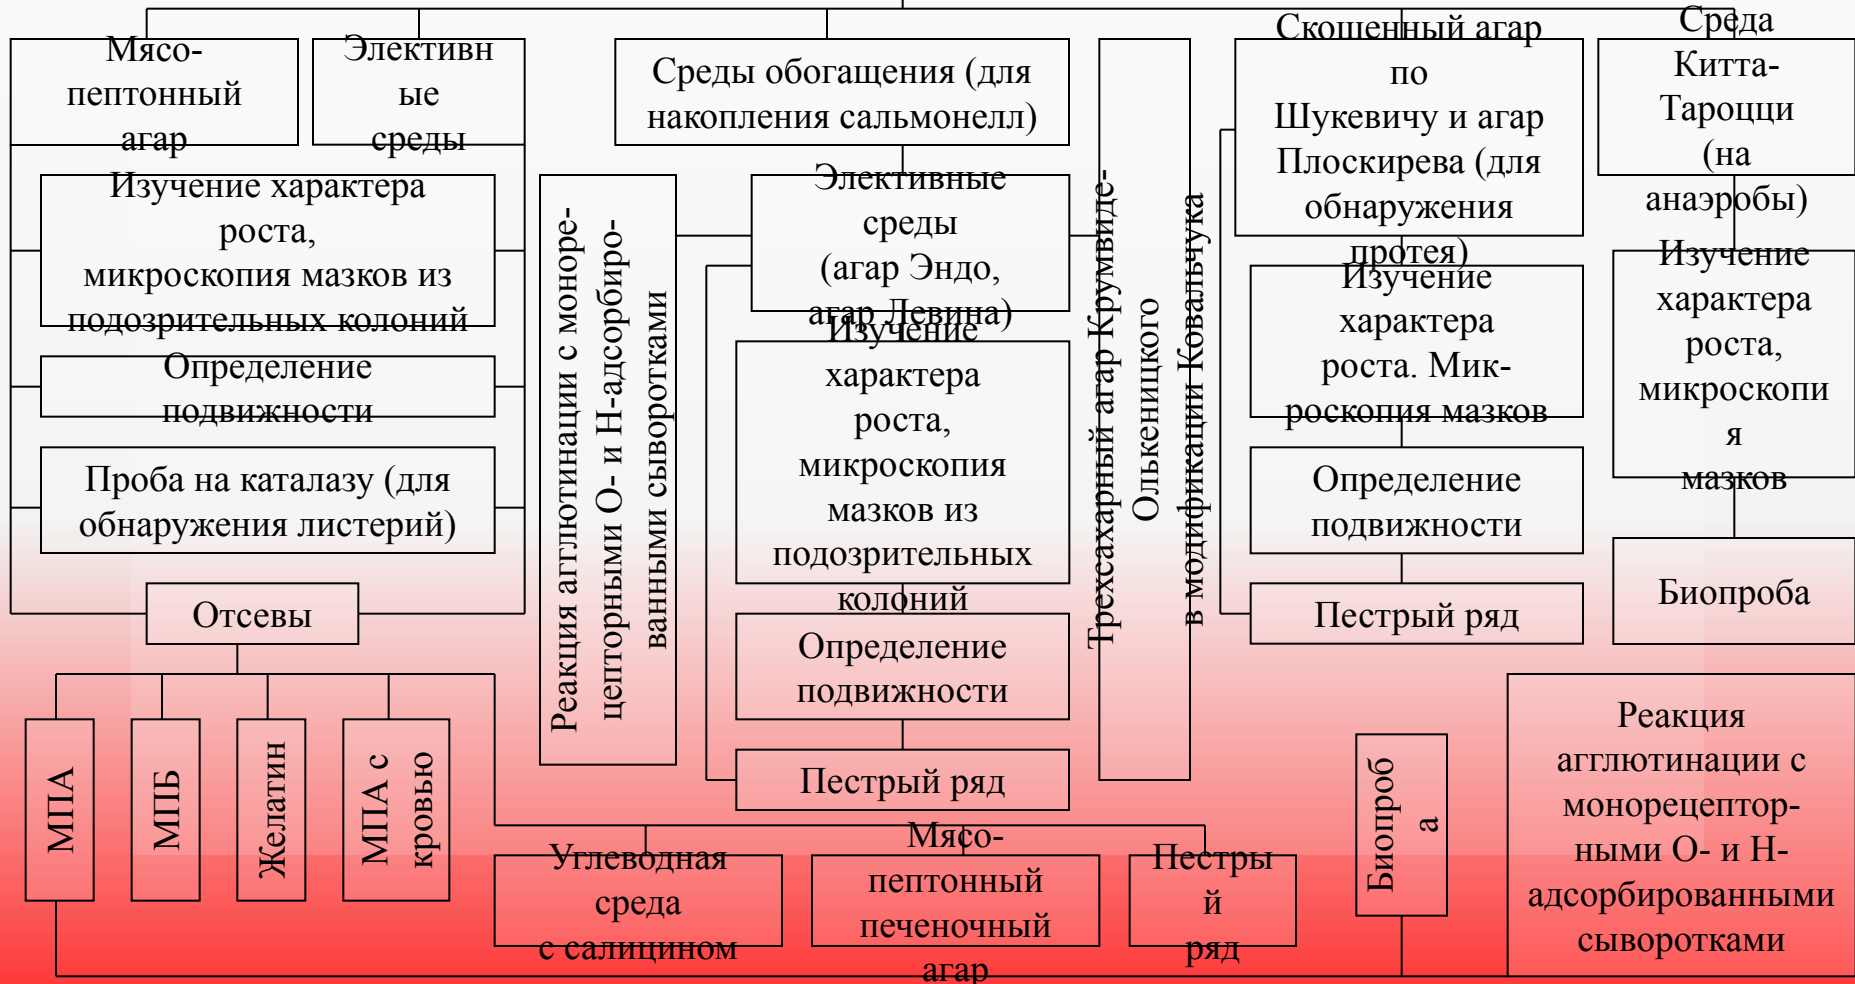 Мясо-
пептонный
агар
Элективн
ые
среды
Среды обогащения (для
накопления сальмонелл)
Скошенный агар
по
Шукевичу и агар
Плоскирева (для
обнаружения
протея)
Среда
Китта-
Тароцци
(на
анаэробы)
Изучение характера
роста,
микроскопия мазков из
подозрительных колоний
Определение
подвижности
Проба на каталазу (для
обнаружения листерий)
Отсевы
Реакция агглютинации с моноре-
цепторными О- и Н-адсорбиро-
ванными сыворотками
Элективные
среды
(агар Эндо,
агар Левина)
Изучение
характера
роста,
микроскопия
мазков из
подозрительных
колоний
Определение
подвижности
Пестрый ряд
Трехсахарный агар Крумвиде-
Олькеницкого
в модификации Ковальчука
Изучение
характера
роста. Мик-
роскопия мазков
Определение
подвижности
Пестрый ряд
Изучение
характера
роста,
микроскопи
я
мазков
Биопроба
МПА
МПБ
Желатин
МПА с
кровью
Углеводная
среда
с салицином
Мясо-
пептонный
печеночный
агар
Пестры
й
ряд
Биопроб
а
Реакция
агглютинации с
монорецептор-
ными О- и Н-
адсорбированными
сыворотками